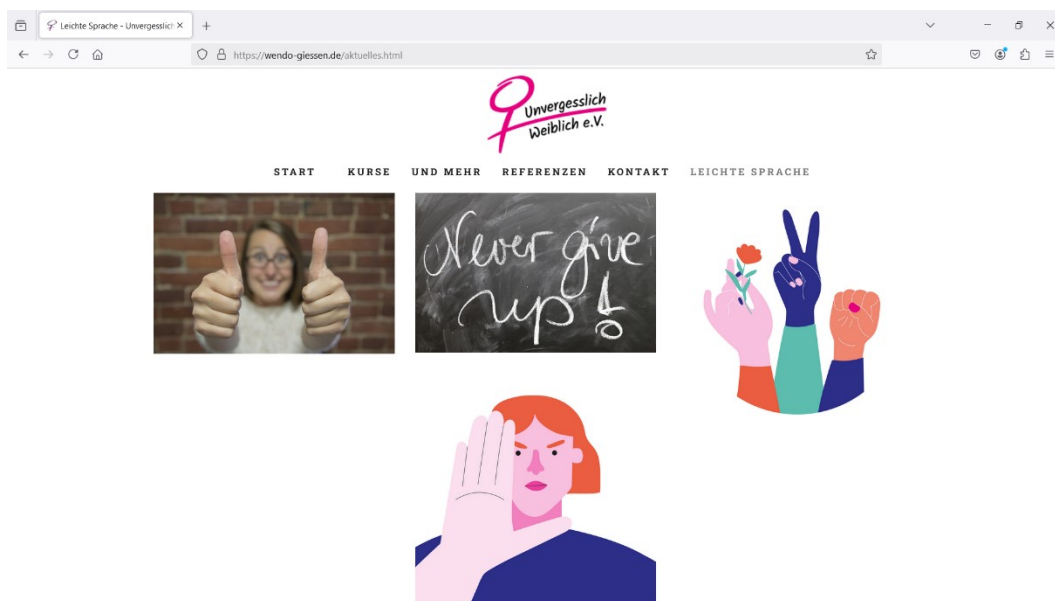 Leichte Sprache - Unvergesslich
https://wendo-giessen.de/aktuelles.html
Unvergesslich
Weiblich e.V.
START KURSE UND MEHR REFERENZEN KONTAKT LEICHTE SPRACHE
Never give
up!